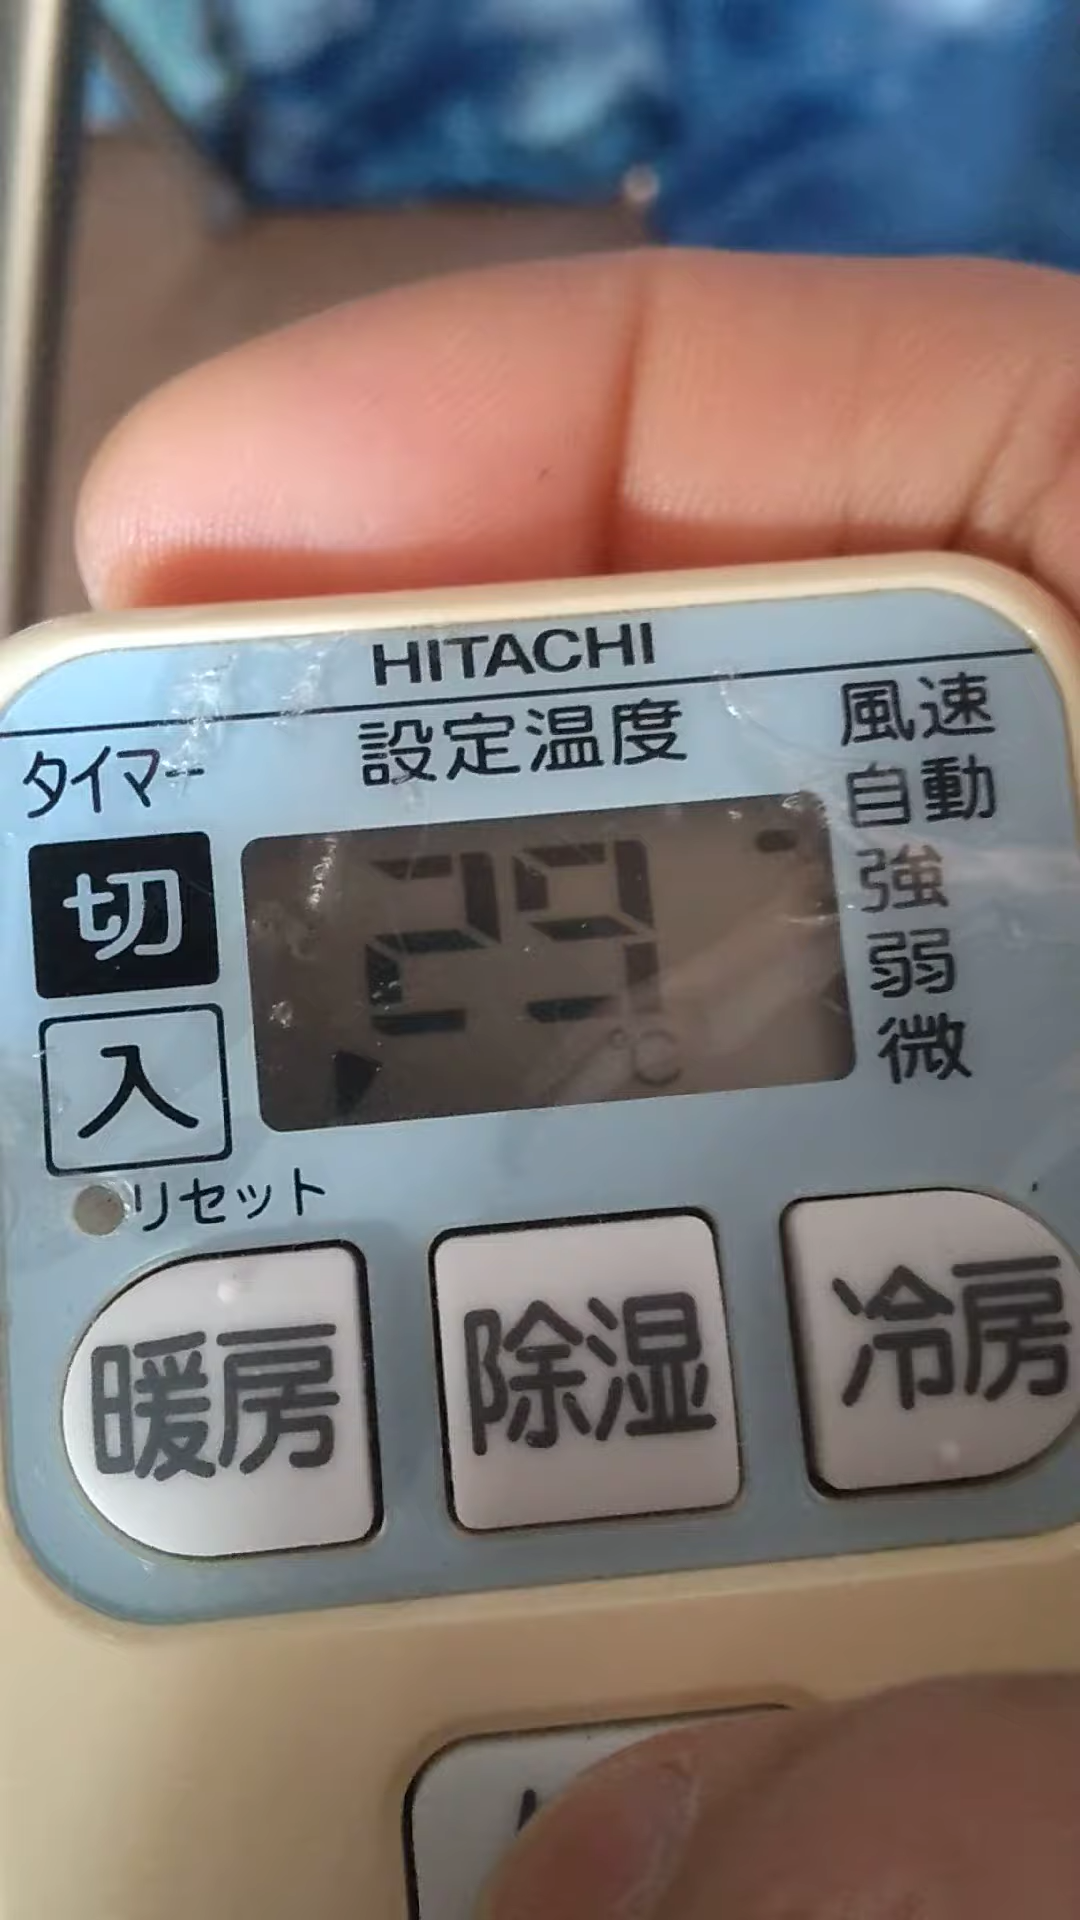 HITACHI
設定温度
風速
タイマー
自動
切
29
強
弱
入
℃
微
リセット
暖房
除湿
冷房